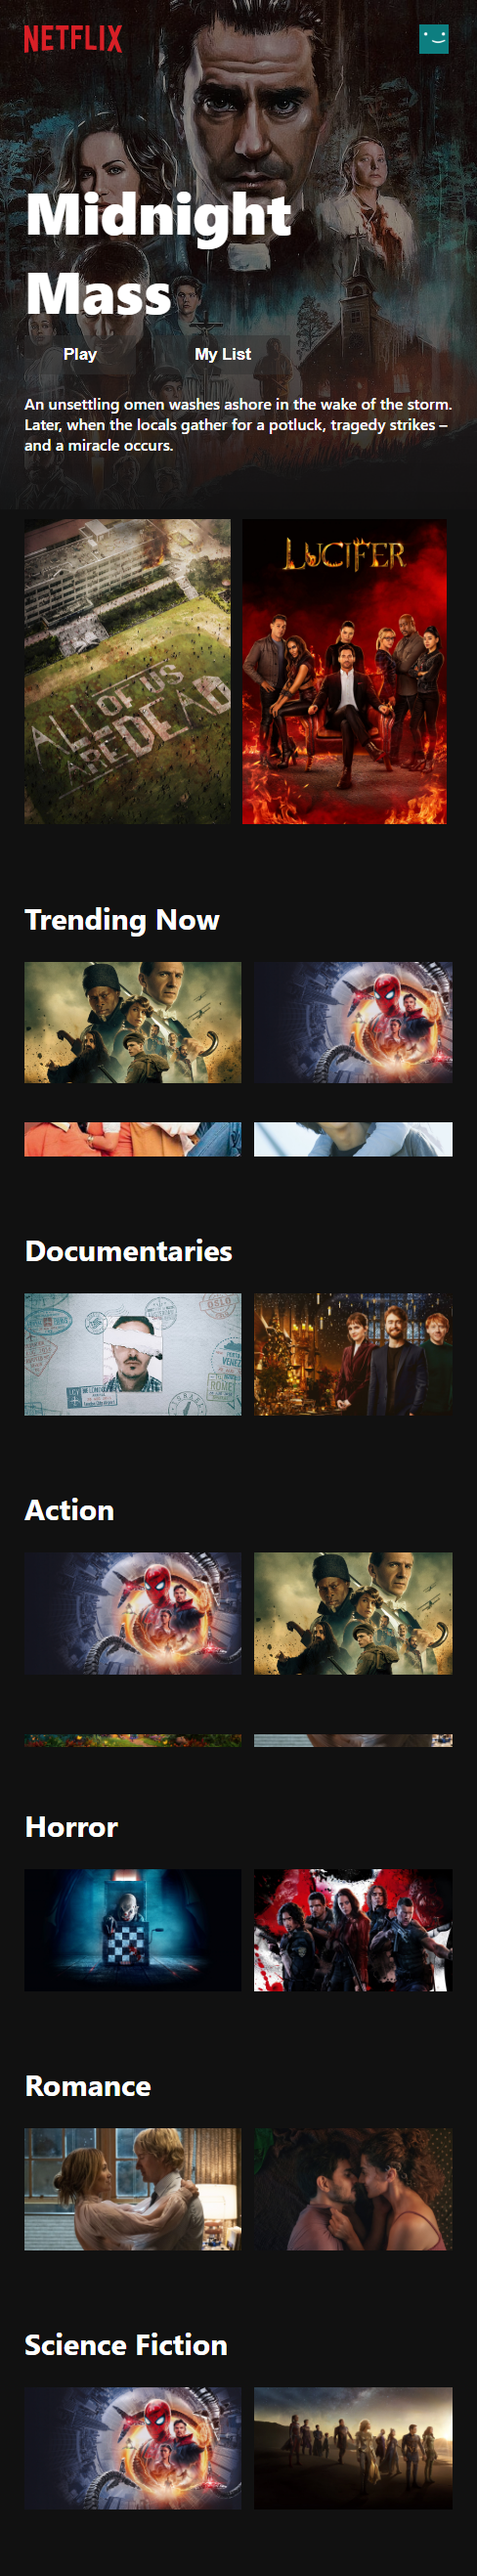 NETFLIX
Midnight
Mass
Play
My List
An unsettling omen washes ashore in the wake of the storm.
Later, when the locals gather for a potluck, tragedy strikes –
and a miracle occurs.
ALL OF US
ARE DEAD
LUCIFER
Trending Now
Documentaries
OSLO
ROME
Action
Horror
Romance
Science Fiction